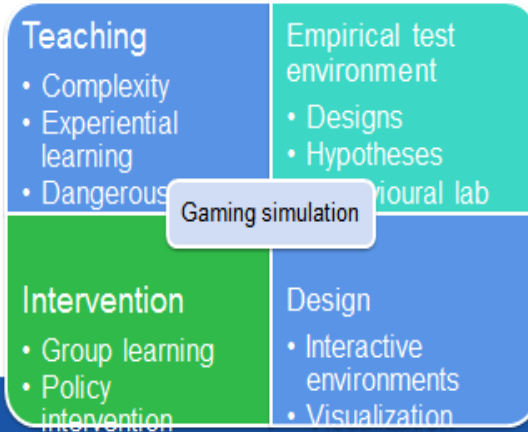 Teaching
• Complexity
• Experiential
learning
• Dangerous
Empirical test
environment
• Designs
• Hypotheses
vioural lab
Gaming simulation
Intervention
• Group learning
• Policy
intervention
Design
• Interactive
environments
• Visualization